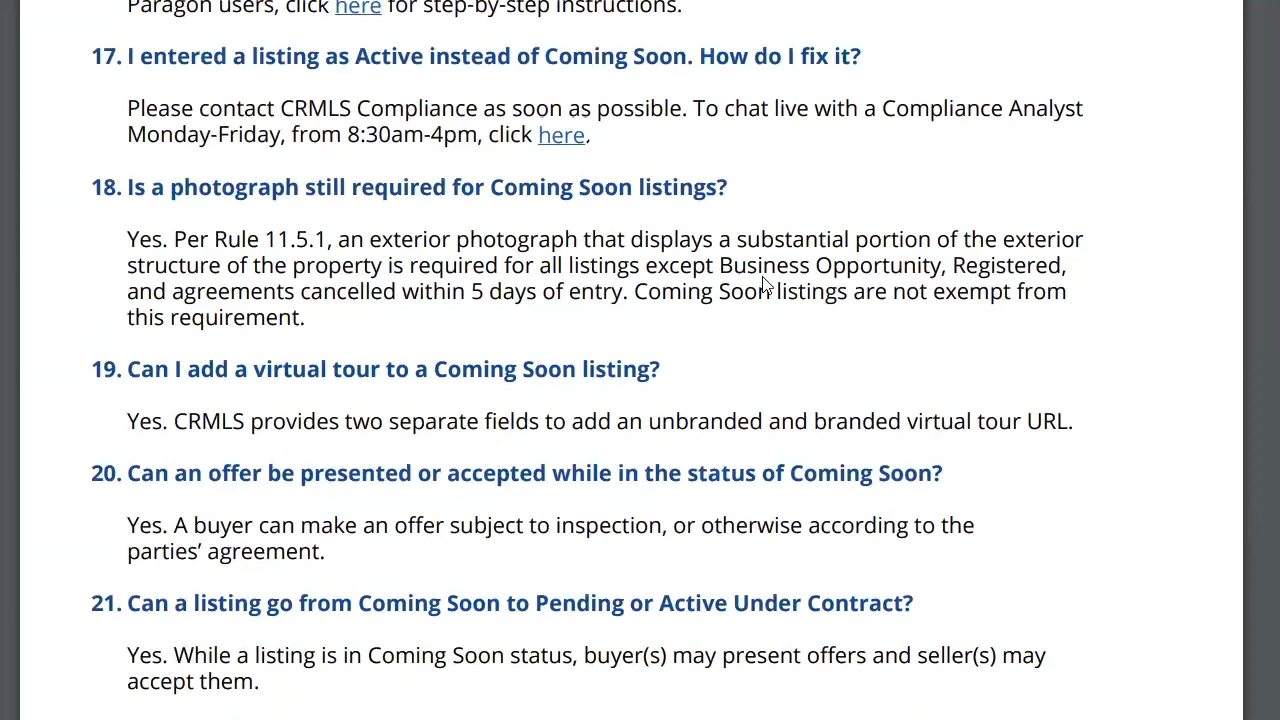 Paragon users, click here for step-by-step instructions.
17. I entered a listing as Active instead of Coming Soon. How do I fix it?
Please contact CRMLS Compliance as soon as possible. To chat live with a Compliance Analyst
Monday-Friday, from 8:30am-4pm, click here.
18. Is a photograph still required for Coming Soon listings?
Yes. Per Rule 11.5.1, an exterior photograph that displays a substantial portion of the exterior
structure of the property is required for all listings except Business Opportunity, Registered,
and agreements cancelled within 5 days of entry. Coming Soon listings are not exempt from
this requirement.
19. Can I add a virtual tour to a Coming Soon listing?
Yes. CRMLS provides two separate fields to add an unbranded and branded virtual tour URL.
20. Can an offer be presented or accepted while in the status of Coming Soon?
Yes. A buyer can make an offer subject to inspection, or otherwise according to the
parties’ agreement.
21. Can a listing go from Coming Soon to Pending or Active Under Contract?
Yes. While a listing is in Coming Soon status, buyer(s) may present offers and seller(s) may
accept them.